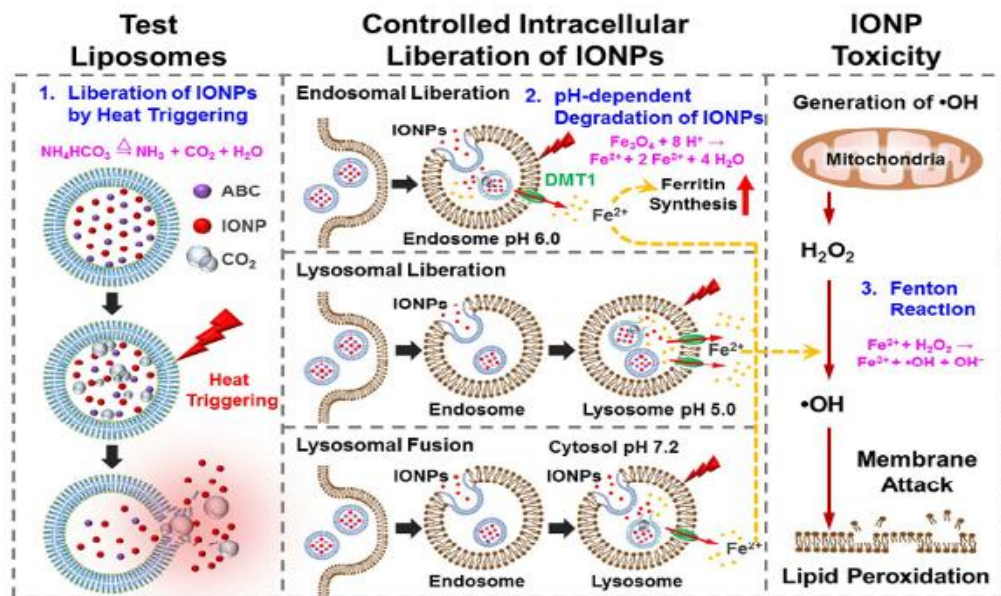 Test
Liposomes
1. Liberation of IONPs
by Heat Triggering
△
NH₄HCO₃ ⇌ NH₃ + CO₂ + H₂O
ABC
IONP
CO₂
Heat
Triggering
Controlled Intracellular
Liberation of IONPs
Endosomal Liberation
2. pH-dependent
Degradation of IONPs
IONPs
Fe₃O₄ + 8 H⁺ →
Fe²⁺ + 2 Fe³⁺ + 4 H₂O
DMT1
Ferritin
Synthesis
Fe²⁺
Endosome pH 6.0
Lysosomal Liberation
IONPs
Fe²⁺
Endosome
Lysosome pH 5.0
Lysosomal Fusion
Cytosol pH 7.2
IONPs
IONPs
Fe²⁺
Endosome
Lysosome
IONP
Toxicity
Generation of •OH
Mitochondria
H₂O₂
3. Fenton
Reaction
Fe²⁺ + H₂O₂ →
Fe³⁺ + •OH + OH⁻
•OH
Membrane
Attack
Lipid Peroxidation